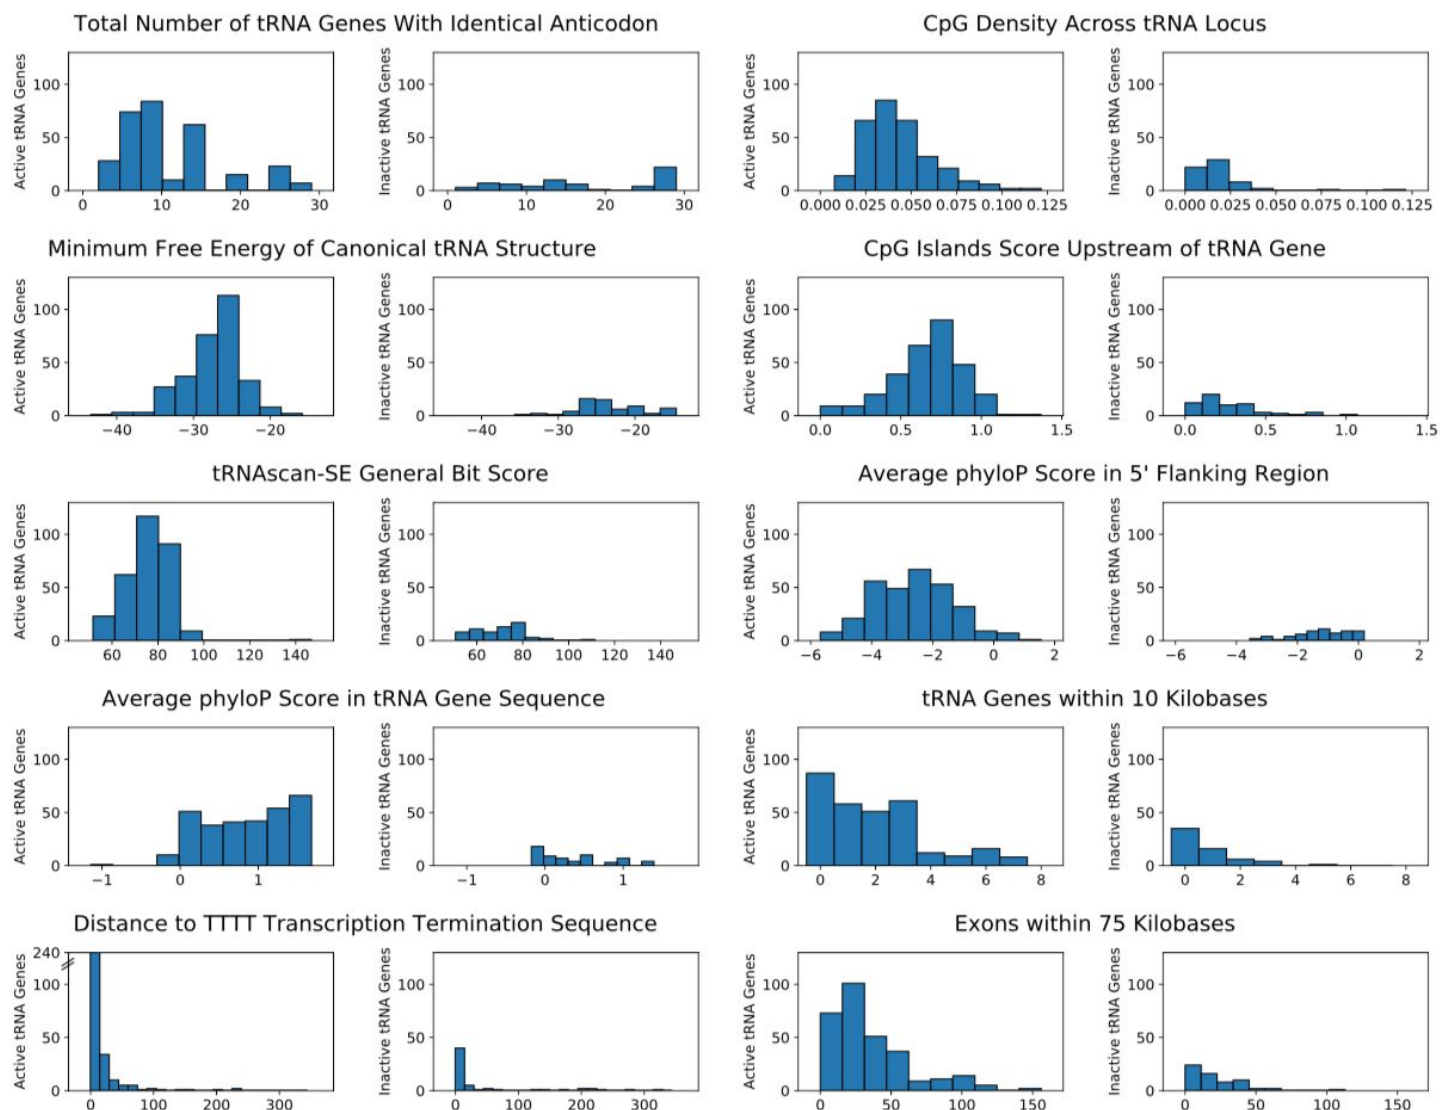 Total Number of tRNA Genes With Identical Anticodon
Active tRNA Genes
100
50
0
0 10 20 30
Inactive tRNA Genes
100
50
0
0 10 20 30
CpG Density Across tRNA Locus
Active tRNA Genes
100
50
0
0.000 0.025 0.050 0.075 0.100 0.125
Inactive tRNA Genes
100
50
0
0.000 0.025 0.050 0.075 0.100 0.125
Minimum Free Energy of Canonical tRNA Structure
Active tRNA Genes
100
50
0
−40 −20
Inactive tRNA Genes
100
50
0
−40 −20
CpG Islands Score Upstream of tRNA Gene
Active tRNA Genes
100
50
0
0.0 0.5 1.0 1.5
Inactive tRNA Genes
100
50
0
0.0 0.5 1.0 1.5
tRNAscan-SE General Bit Score
Active tRNA Genes
100
50
0
60 80 100 120 140
Inactive tRNA Genes
100
50
0
60 80 100 120 140
Average phyloP Score in 5' Flanking Region
Active tRNA Genes
100
50
0
−6 −4 −2 0 2
Inactive tRNA Genes
100
50
0
−6 −4 −2 0 2
Average phyloP Score in tRNA Gene Sequence
Active tRNA Genes
100
50
0
−1 0 1
Inactive tRNA Genes
100
50
0
−1 0 1
tRNA Genes within 10 Kilobases
Active tRNA Genes
100
50
0
0 2 4 6 8
Inactive tRNA Genes
100
50
0
0 2 4 6 8
Distance to TTTT Transcription Termination Sequence
Active tRNA Genes
240
100
50
0
0 100 200 300
Inactive tRNA Genes
100
50
0
0 100 200 300
Exons within 75 Kilobases
Active tRNA Genes
100
50
0
0 50 100 150
Inactive tRNA Genes
100
50
0
0 50 100 150